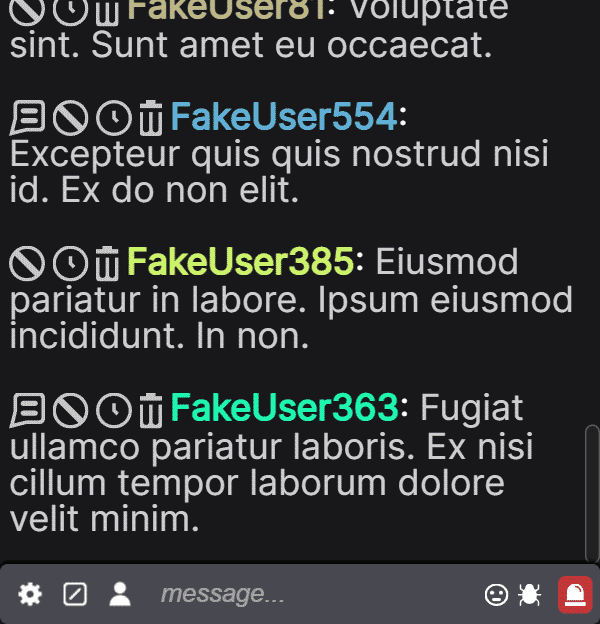 FakeUser81: Voluptate
sint. Sunt amet eu occaecat.
FakeUser554:
Excepteur quis quis nostrud nisi
id. Ex do non elit.
FakeUser385: Eiusmod
pariatur in labore. Ipsum eiusmod
incididunt. In non.
FakeUser363: Fugiat
ullamco pariatur laboris. Ex nisi
cillum tempor laborum dolore
velit minim.
message...